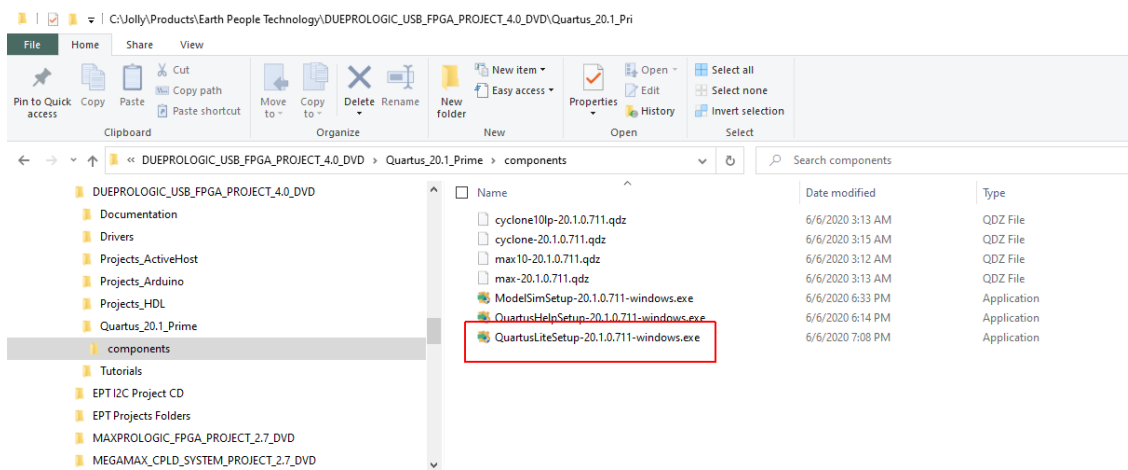 C:\Jolly\Products\Earth People Technology\DUEPROLOGIC_USB_FPGA_PROJECT_4.0_DVD\Quartus_20.1_Pri
File Home Share View
Pin to Quick access
Copy
Paste
Cut
Copy path
Paste shortcut
Clipboard
Move to
Copy to
Delete
Rename
Organize
New folder
New item
Easy access
New
Properties
Open
Edit
History
Open
Select all
Select none
Invert selection
Select
« DUEPROLOGIC_USB_FPGA_PROJECT_4.0_DVD > Quartus_20.1_Prime > components
Search components
DUEPROLOGIC_USB_FPGA_PROJECT_4.0_DVD
Documentation
Drivers
Projects_ActiveHost
Projects_Arduino
Projects_HDL
Quartus_20.1_Prime
components
Tutorials
EPT I2C Project CD
EPT Projects Folders
MAXPROLOGIC_FPGA_PROJECT_2.7_DVD
MEGAMAX_CPLD_SYSTEM_PROJECT_2.7_DVD
Name Date modified Type
cyclone10lp-20.1.0.711.qdz 6/6/2020 3:13 AM QDZ File
cyclone-20.1.0.711.qdz 6/6/2020 3:15 AM QDZ File
max10-20.1.0.711.qdz 6/6/2020 3:12 AM QDZ File
max-20.1.0.711.qdz 6/6/2020 3:13 AM QDZ File
ModelSimSetup-20.1.0.711-windows.exe 6/6/2020 6:33 PM Application
QuartusHelpSetup-20.1.0.711-windows.exe 6/6/2020 6:14 PM Application
QuartusLiteSetup-20.1.0.711-windows.exe 6/6/2020 7:08 PM Application